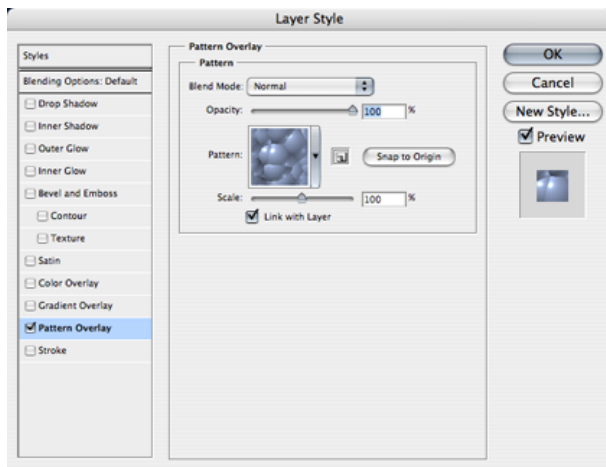 Layer Style
Styles
Blending Options: Default
Drop Shadow
Inner Shadow
Outer Glow
Inner Glow
Bevel and Emboss
Contour
Texture
Satin
Color Overlay
Gradient Overlay
Pattern Overlay
Stroke
Pattern Overlay
Pattern
Blend Mode: Normal
Opacity: 100 %
Pattern: Snap to Origin
Scale: 100 %
Link with Layer
OK
Cancel
New Style...
Preview